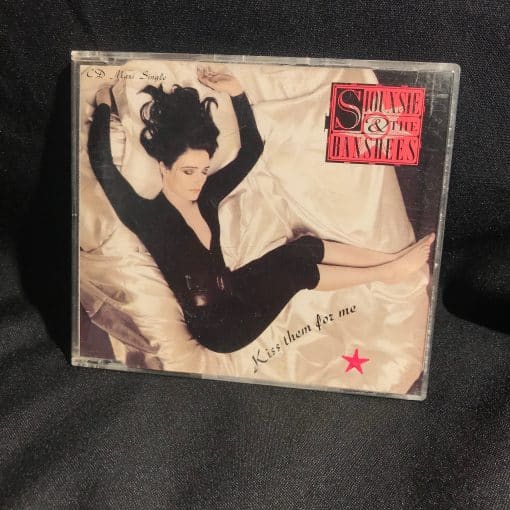 CD Maxi Single
SIOUXSIE
& THE
BANSHEES
Kiss them for me